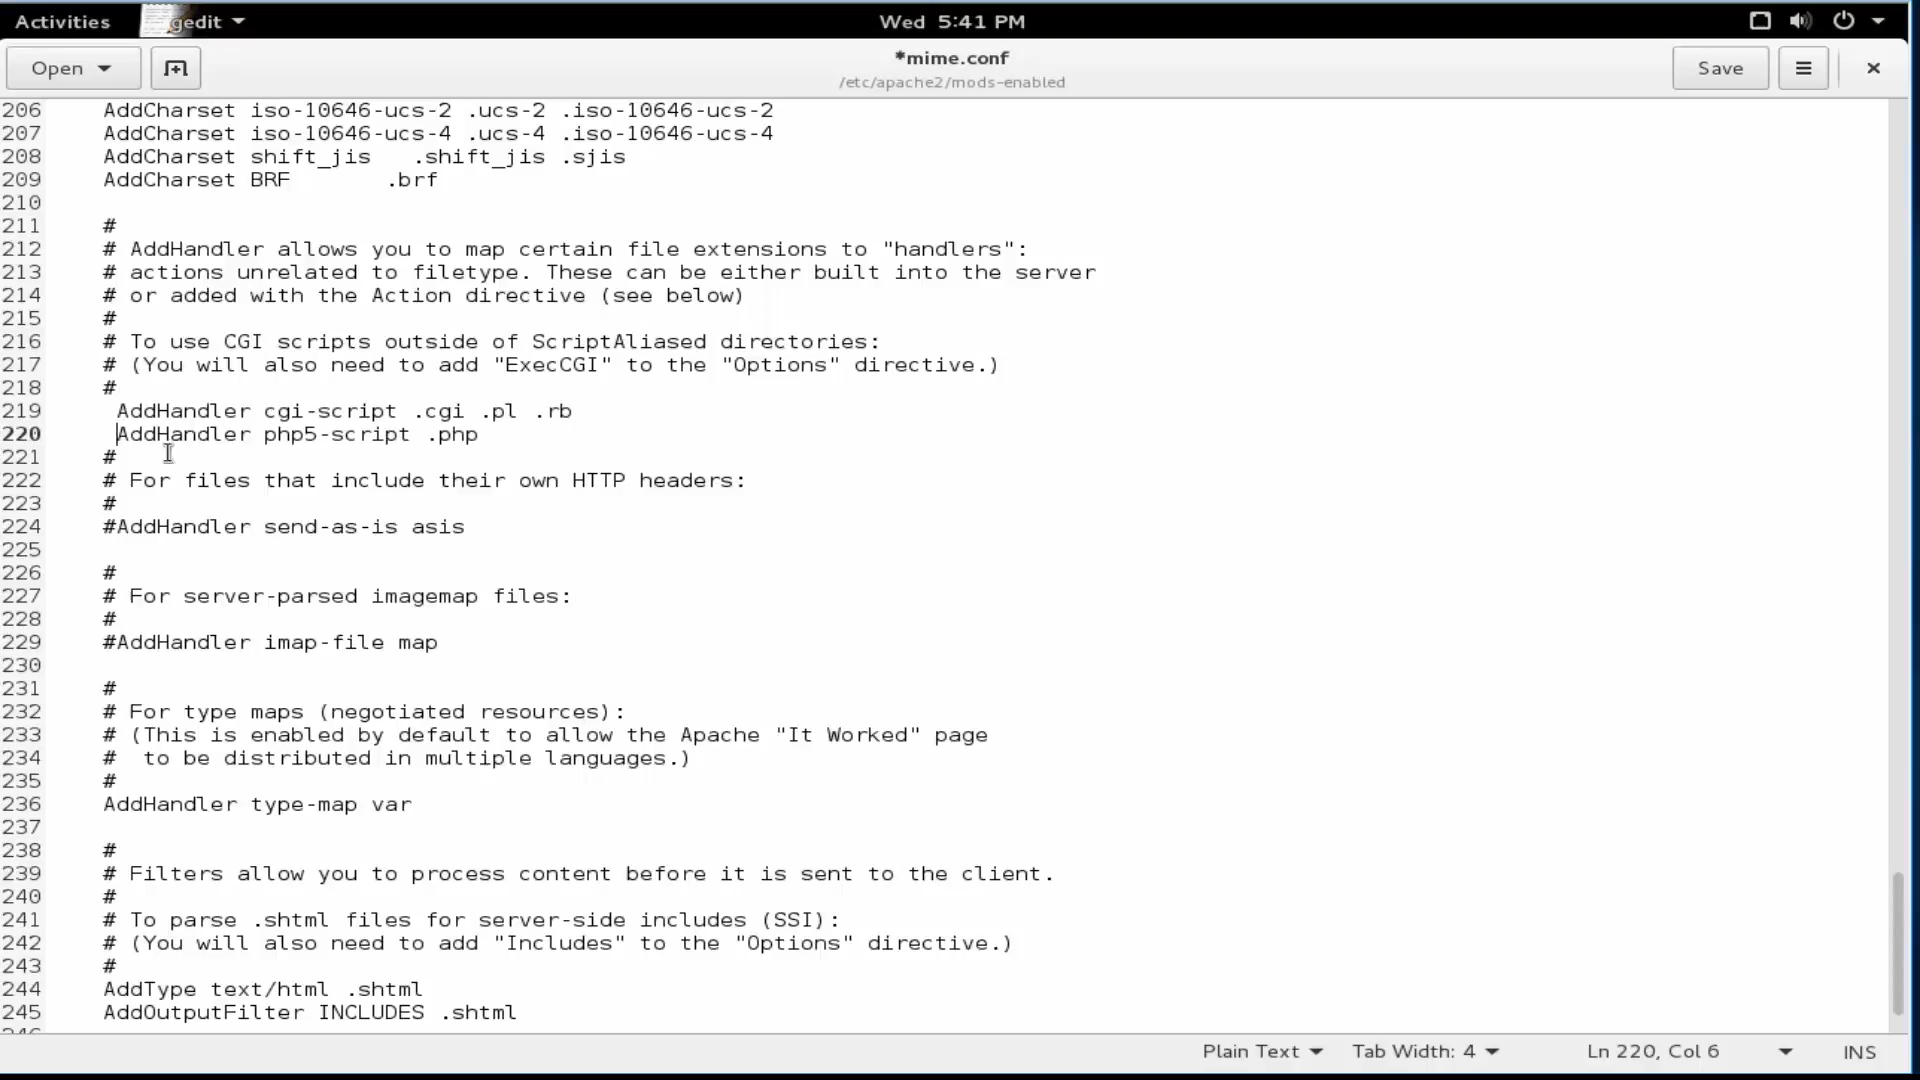 Activities gedit Wed 5:41 PM
Open *mime.conf Save
/etc/apache2/mods-enabled
206 AddCharset iso-10646-ucs-2 .ucs-2 .iso-10646-ucs-2
207 AddCharset iso-10646-ucs-4 .ucs-4 .iso-10646-ucs-4
208 AddCharset shift_jis .shift_jis .sjis
209 AddCharset BRF .brf
210
211 #
212 # AddHandler allows you to map certain file extensions to "handlers":
213 # actions unrelated to filetype. These can be either built into the server
214 # or added with the Action directive (see below)
215 #
216 # To use CGI scripts outside of ScriptAliased directories:
217 # (You will also need to add "ExecCGI" to the "Options" directive.)
218 #
219 AddHandler cgi-script .cgi .pl .rb
220 AddHandler php5-script .php
221 #
222 # For files that include their own HTTP headers:
223 #
224 #AddHandler send-as-is asis
225
226 #
227 # For server-parsed imagemap files:
228 #
229 #AddHandler imap-file map
230
231 #
232 # For type maps (negotiated resources):
233 # (This is enabled by default to allow the Apache "It Worked" page
234 # to be distributed in multiple languages.)
235 #
236 AddHandler type-map var
237
238 #
239 # Filters allow you to process content before it is sent to the client.
240 #
241 # To parse .shtml files for server-side includes (SSI):
242 # (You will also need to add "Includes" to the "Options" directive.)
243 #
244 AddType text/html .shtml
245 AddOutputFilter INCLUDES .shtml
Plain Text Tab Width: 4 Ln 220, Col 6 INS